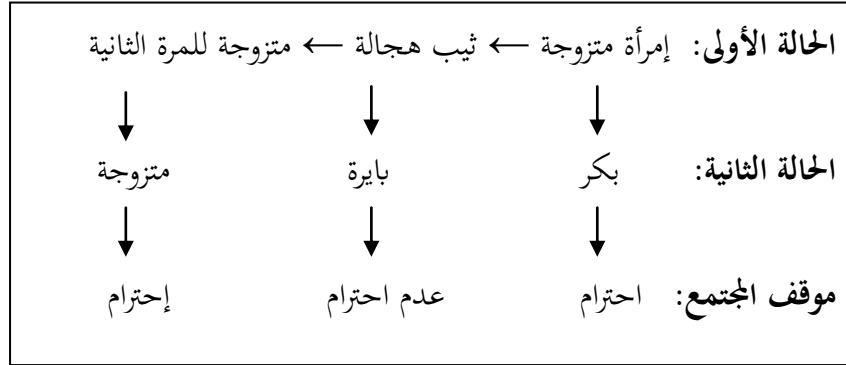 الحالة الأولى: إمرأة متزوجة ← ثيب هجالة ← متزوجة للمرة الثانية
الحالة الثانية: بكر بايرة متزوجة
موقف المجتمع: احترام عدم احترام إحترام